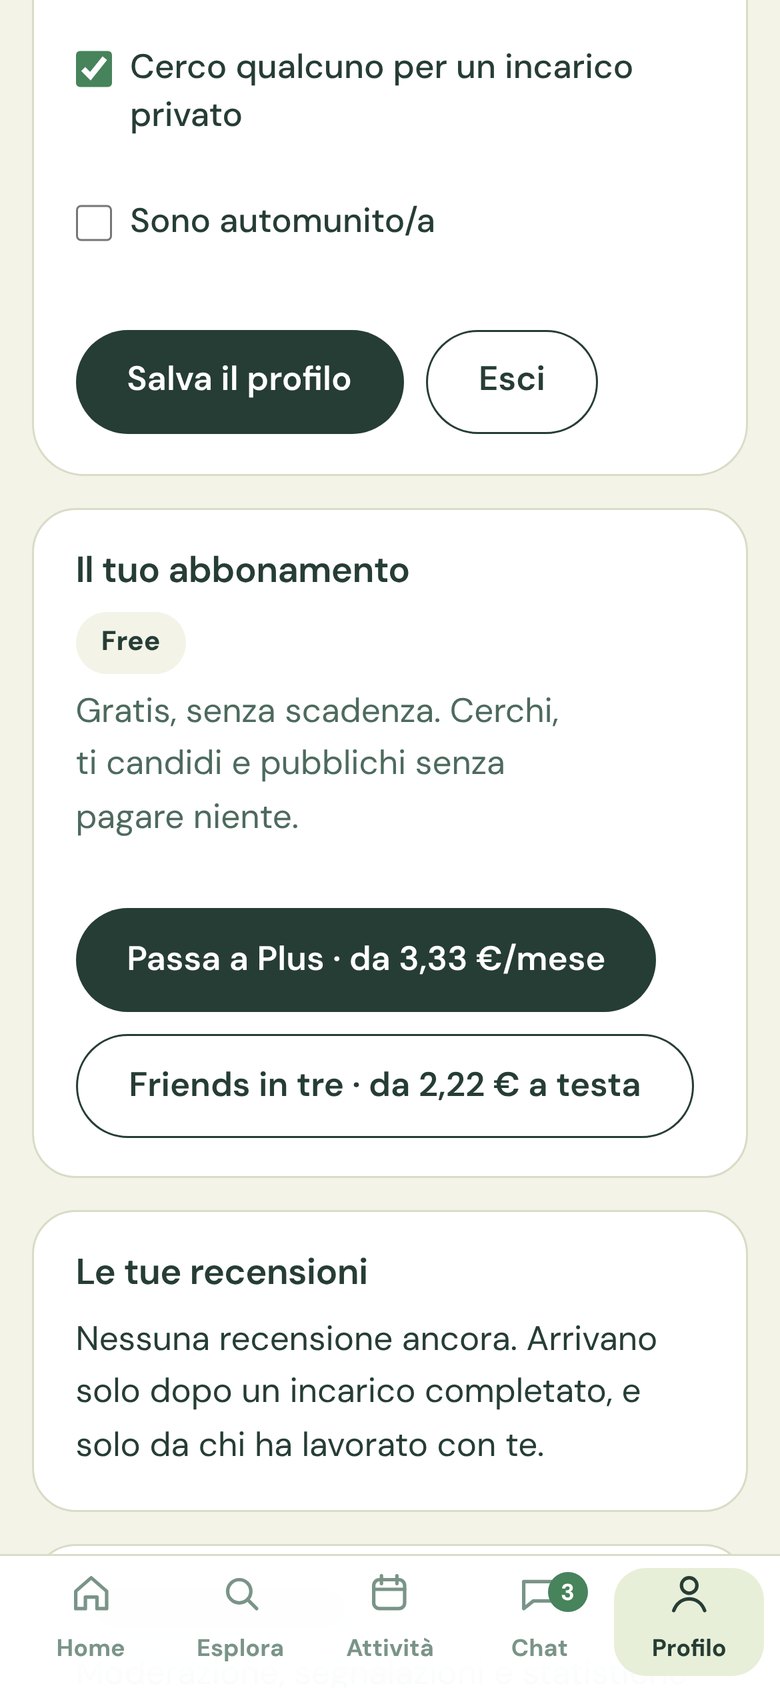 Cerco qualcuno per un incarico
privato
Sono automunito/a
Salva il profilo
Esci
Il tuo abbonamento
Free
Gratis, senza scadenza. Cerchi,
ti candidi e pubblichi senza
pagare niente.
Passa a Plus · da 3,33 €/mese
Friends in tre · da 2,22 € a testa
Le tue recensioni
Nessuna recensione ancora. Arrivano
solo dopo un incarico completato, e
solo da chi ha lavorato con te.
3
Home
Esplora
Attività
Chat
Profilo
Moderazione, segnalazioni e statistiche